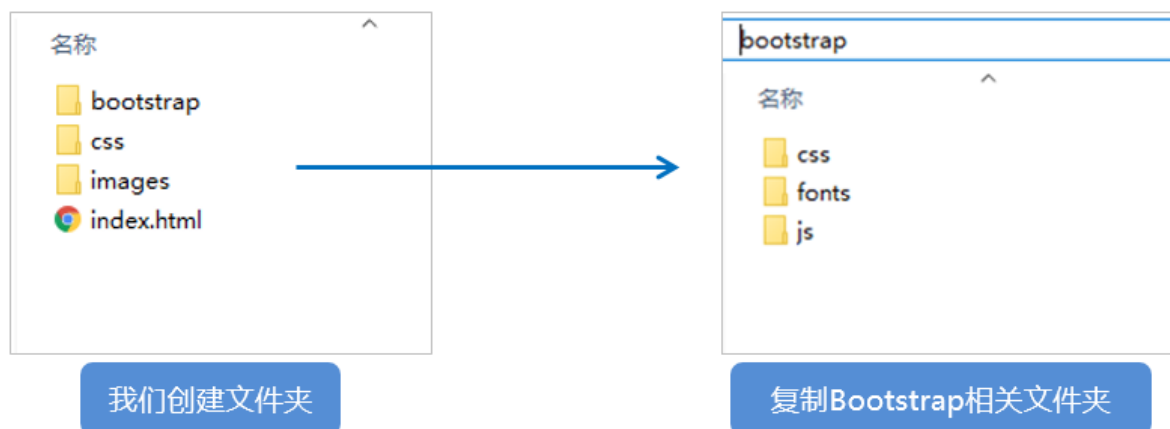 名称
bootstrap
css
images
index.html
我们创建文件夹
bootstrap
名称
css
fonts
js
复制Bootstrap相关文件夹